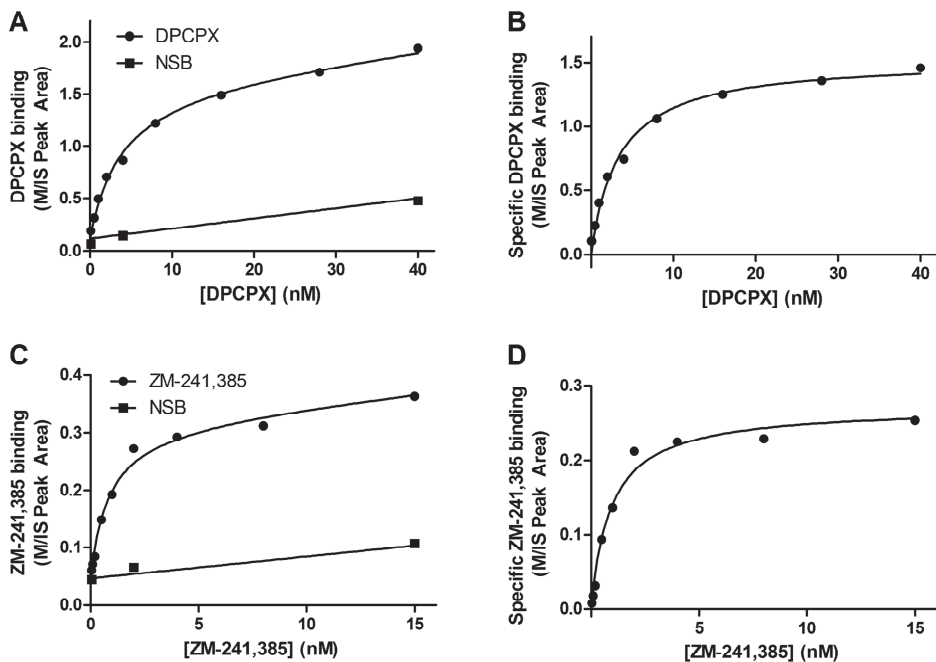 A
DPCPX binding
(M/IS Peak Area)
2.0
1.5
1.0
0.5
0.0
DPCPX
NSB
0
10
20
30
40
[DPCPX] (nM)
B
Specific DPCPX binding
(M/IS Peak Area)
1.5
1.0
0.5
0.0
10
20
30
40
[DPCPX] (nM)
C
ZM-241,385 binding
(M/IS Peak Area)
0.4
0.3
0.2
0.1
0.0
ZM-241,385
NSB
0
5
10
15
[ZM-241,385] (nM)
D
Specific ZM-241,385 binding
(M/IS Peak Area)
0.3
0.2
0.1
0.0
5
10
15
[ZM-241,385] (nM)